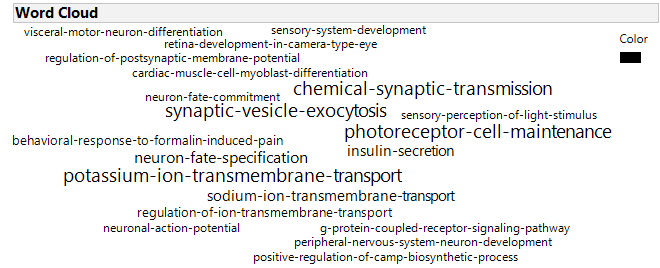 Word Cloud
visceral-motor-neuron-differentiation
sensory-system-development
Color
retina-development-in-camera-type-eye
regulation-of-postsynaptic-membrane-potential
cardiac-muscle-cell-myoblast-differentiation
chemical-synaptic-transmission
neuron-fate-commitment
synaptic-vesicle-exocytosis
sensory-perception-of-light-stimulus
photoreceptor-cell-maintenance
behavioral-response-to-formalin-induced-pain
insulin-secretion
neuron-fate-specification
potassium-ion-transmembrane-transport
sodium-ion-transmembrane-transport
regulation-of-ion-transmembrane-transport
neuronal-action-potential
g-protein-coupled-receptor-signaling-pathway
peripheral-nervous-system-neuron-development
positive-regulation-of-camp-biosynthetic-process